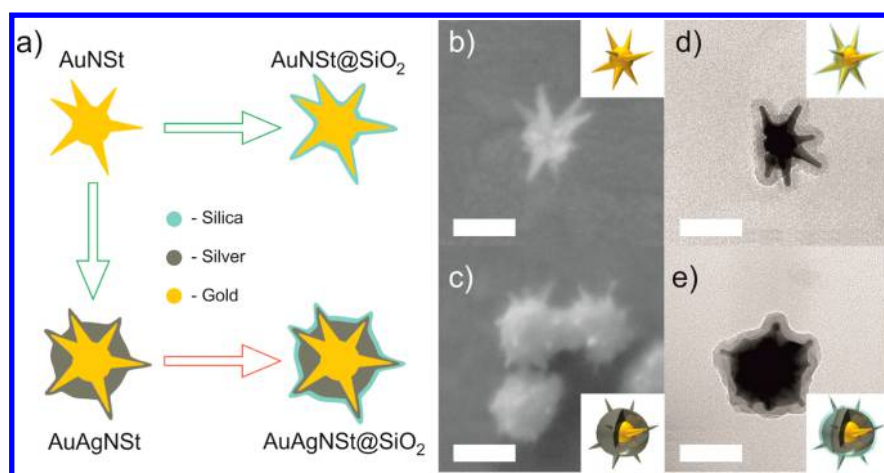 a)
AuNSt
AuNSt@SiO₂
- Silica
- Silver
- Gold
AuAgNSt
AuAgNSt@SiO₂
b)
d)
c)
e)